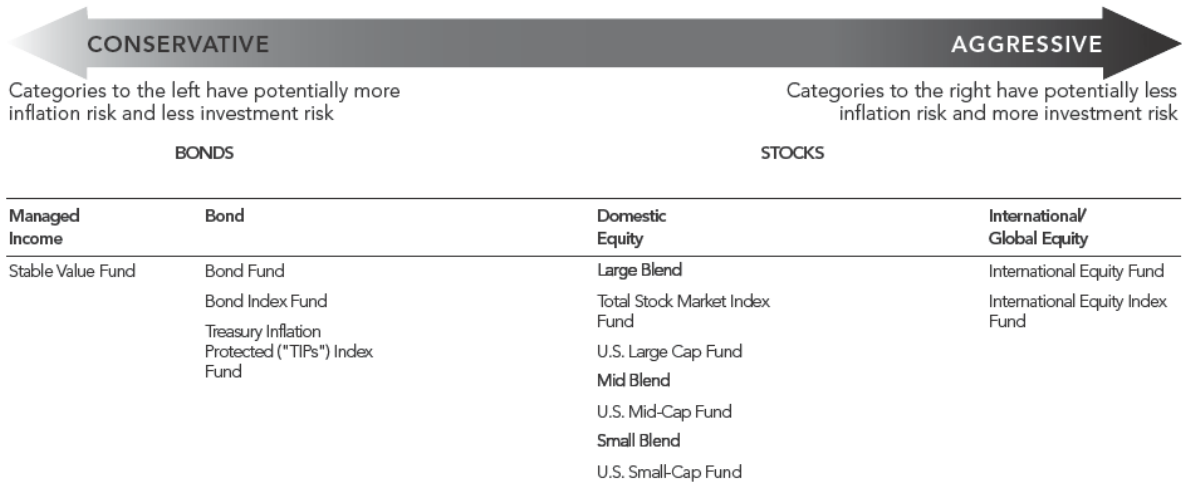 CONSERVATIVE
AGGRESSIVE
Categories to the left have potentially more
inflation risk and less investment risk
Categories to the right have potentially less
inflation risk and more investment risk
BONDS
STOCKS
Managed
Income
Bond
Domestic
Equity
International/
Global Equity
Stable Value Fund
Bond Fund
Bond Index Fund
Treasury Inflation
Protected ("TIPs") Index
Fund
Large Blend
Total Stock Market Index
Fund
U.S. Large Cap Fund
Mid Blend
U.S. Mid-Cap Fund
Small Blend
U.S. Small-Cap Fund
International Equity Fund
International Equity Index
Fund